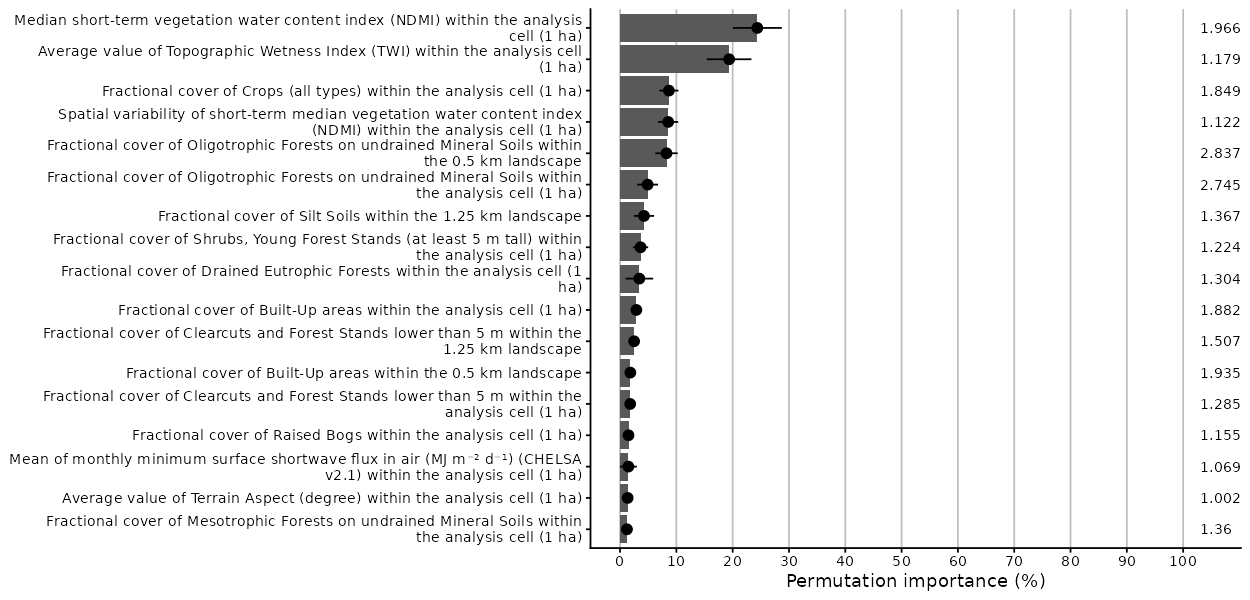 Median short-term vegetation water content index (NDMI) within the analysis
cell (1 ha)
1.966
Average value of Topographic Wetness Index (TWI) within the analysis cell
(1 ha)
1.179
Fractional cover of Crops (all types) within the analysis cell (1 ha)
1.849
Spatial variability of short-term median vegetation water content index
(NDMI) within the analysis cell (1 ha)
1.122
Fractional cover of Oligotrophic Forests on undrained Mineral Soils within
the 0.5 km landscape
2.837
Fractional cover of Oligotrophic Forests on undrained Mineral Soils within
the analysis cell (1 ha)
2.745
Fractional cover of Silt Soils within the 1.25 km landscape
1.367
Fractional cover of Shrubs, Young Forest Stands (at least 5 m tall) within
the analysis cell (1 ha)
1.224
Fractional cover of Drained Eutrophic Forests within the analysis cell (1
ha)
1.304
Fractional cover of Built-Up areas within the analysis cell (1 ha)
1.882
Fractional cover of Clearcuts and Forest Stands lower than 5 m within the
1.25 km landscape
1.507
Fractional cover of Built-Up areas within the 0.5 km landscape
1.935
Fractional cover of Clearcuts and Forest Stands lower than 5 m within the
analysis cell (1 ha)
1.285
Fractional cover of Raised Bogs within the analysis cell (1 ha)
1.155
Mean of monthly minimum surface shortwave flux in air (MJ m⁻² d⁻¹) (CHELSA
v2.1) within the analysis cell (1 ha)
1.069
Average value of Terrain Aspect (degree) within the analysis cell (1 ha)
1.002
Fractional cover of Mesotrophic Forests on undrained Mineral Soils within
the analysis cell (1 ha)
1.36
0 10 20 30 40 50 60 70 80 90 100
Permutation importance (%)